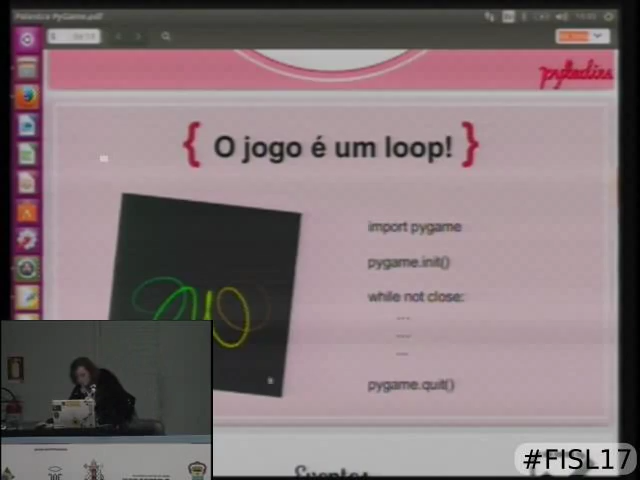 Palestra PyGame.pdf
pyladies
{ O jogo é um loop! }
import pygame
pygame.init()
while not close:
...
...
...
pygame.quit()
Eventos
#FISL17